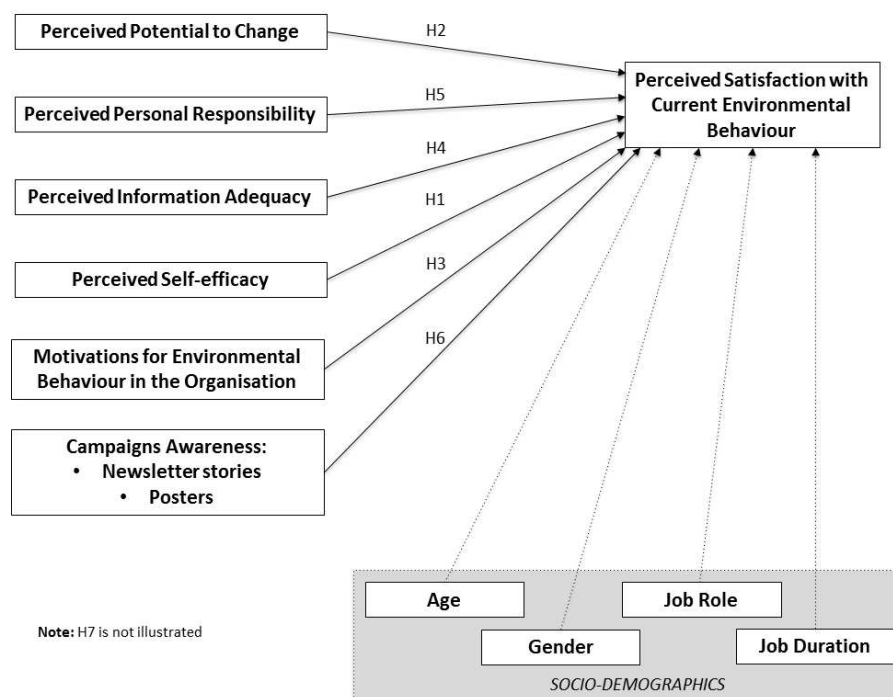 Perceived Potential to Change
H2
Perceived Satisfaction with
Current Environmental
Behaviour
Perceived Personal Responsibility
H5
H4
Perceived Information Adequacy
H1
Perceived Self-efficacy
H3
Motivations for Environmental
Behaviour in the Organisation
H6
Campaigns Awareness:
• Newsletter stories
• Posters
Age
Job Role
Note: H7 is not illustrated
Gender
Job Duration
SOCIO-DEMOGRAPHICS